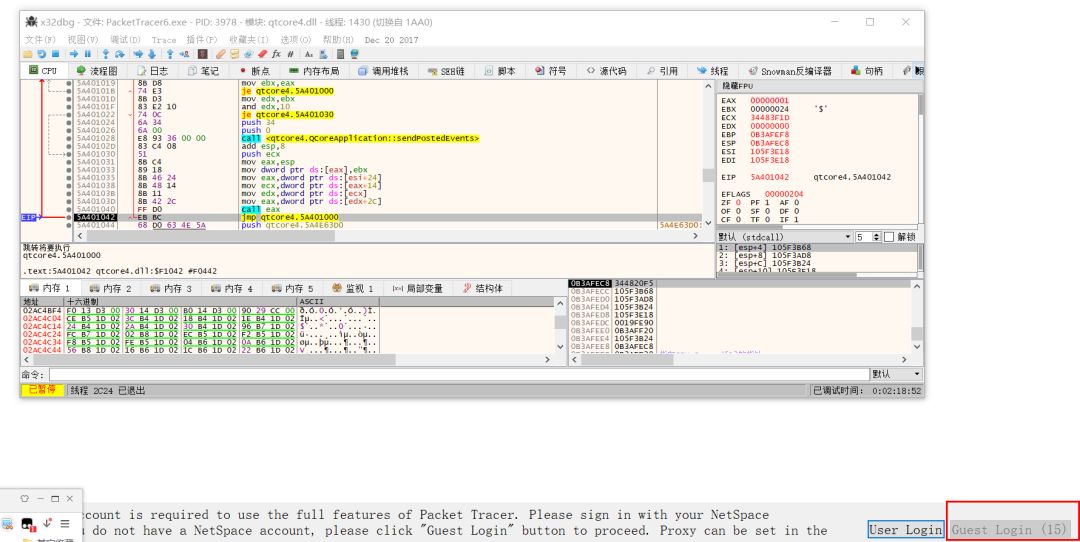 x32dbg - 文件: PacketTracer6.exe - PID: 3978 - 模块: qtcore4.dll - 线程: 1430 (切换自 1AA0)
文件(F) 视图(V) 调试(D) Trace 插件(P) 收藏夹(I) 选项(O) 帮助(H) Dec 20 2017
CPU 流程图 日志 笔记 断点 内存布局 调用堆栈 SEH链 脚本 符号 源代码 引用 线程 Snowman反编译器 句柄
5A401019 8B D8 mov ebx,eax
5A40101B 74 E3 je qtcore4.5A401000
5A40101D 8B D3 mov edx,ebx
5A40101F 83 E2 10 and edx,10
5A401022 74 0C je qtcore4.5A401030
5A401024 6A 34 push 34
5A401026 6A 00 push 0
5A401028 E8 93 36 00 00 call <qtcore4.QCoreApplication::sendPostedEvents>
5A40102D 83 C4 08 add esp,8
5A401030 51 push ecx
5A401031 8B C4 mov eax,esp
5A401033 89 18 mov dword ptr ds:[eax],ebx
5A401035 8B 46 24 mov eax,dword ptr ds:[esi+24]
5A401038 8B 48 14 mov ecx,dword ptr ds:[eax+14]
5A40103B 8B 11 mov edx,dword ptr ds:[ecx]
5A40103D 8B 42 2C mov eax,dword ptr ds:[edx+2C]
5A401040 FF D0 call eax
EIP 5A401042 EB BC jmp qtcore4.5A401000
5A401044 68 D0 63 4E 5A push qtcore4.5A4E63D0 5A4E63D0:
隐藏FPU
EAX 00000001
EBX 00000024 '$'
ECX 34483F1D
EDX 00000000
EBP 0B3AFEF8
ESP 0B3AFEC8
ESI 105F3E18
EDI 105F3E18
EIP 5A401042 qtcore4.5A401042
EFLAGS 00000204
ZF 0 PF 1 AF 0
OF 0 SF 0 DF 0
CF 0 TF 0 IF 1
默认 (stdcall) 5 解锁
1: [esp+4] 105F3B68
2: [esp+8] 105F3AD8
3: [esp+C] 105F3B24
4: [esp+10] 105F3E18
跳转将要执行
qtcore4.5A401000
.text:5A401042 qtcore4.dll:$F1042 #F0442
内存 1 内存 2 内存 3 内存 4 内存 5 监视 1 局部变量 结构体
地址 十六进制 ASCII
02AC4BF4 F0 13 D3 00 30 14 D3 00 B0 14 D3 00 90 29 CC 00
02AC4C04 CE B5 1D 02 3C B4 1D 02 18 B4 1D 02 1E B4 1D 02
02AC4C14 24 B4 1D 02 2A B4 1D 02 30 B4 1D 02 96 B7 1D 02
02AC4C24 FC B7 1D 02 02 B8 1D 02 EC B5 1D 02 F2 B5 1D 02
02AC4C34 F8 B5 1D 02 FE B5 1D 02 04 B6 1D 02 0A B6 1D 02
02AC4C44 56 B8 1D 02 16 B6 1D 02 1C B6 1D 02 22 B6 1D 02
0B3AFEC8 344820F5
0B3AFECC 105F3B68
0B3AFED0 105F3AD8
0B3AFED4 105F3B24
0B3AFED8 105F3E18
0B3AFEDC 0019FE90
0B3AFEE0 0B3AFF20
0B3AFEE4 105F3B24
0B3AFEE8 0B3AFEC8
命令: 默认
已暂停 线程 2C24 已退出 已调试时间: 0:02:18:52
ccount is required to use the full features of Packet Tracer. Please sign in with your NetSpace
u do not have a NetSpace account, please click "Guest Login" button to proceed. Proxy can be set in the
User Login Guest Login (15)